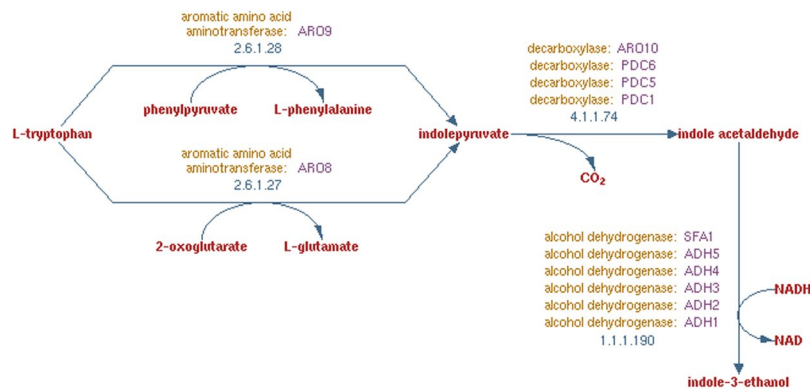 aromatic amino acid
aminotransferase: ARO9
2.6.1.28
phenylpyruvate L-phenylalanine
L-tryptophan
aromatic amino acid
aminotransferase: ARO8
2.6.1.27
2-oxoglutarate L-glutamate
indolepyruvate
decarboxylase: ARO10
decarboxylase: PDC6
decarboxylase: PDC5
decarboxylase: PDC1
4.1.1.74
CO₂
indole acetaldehyde
alcohol dehydrogenase: SFA1
alcohol dehydrogenase: ADH5
alcohol dehydrogenase: ADH4
alcohol dehydrogenase: ADH3
alcohol dehydrogenase: ADH2
alcohol dehydrogenase: ADH1
1.1.1.190
NADH
NAD
indole-3-ethanol